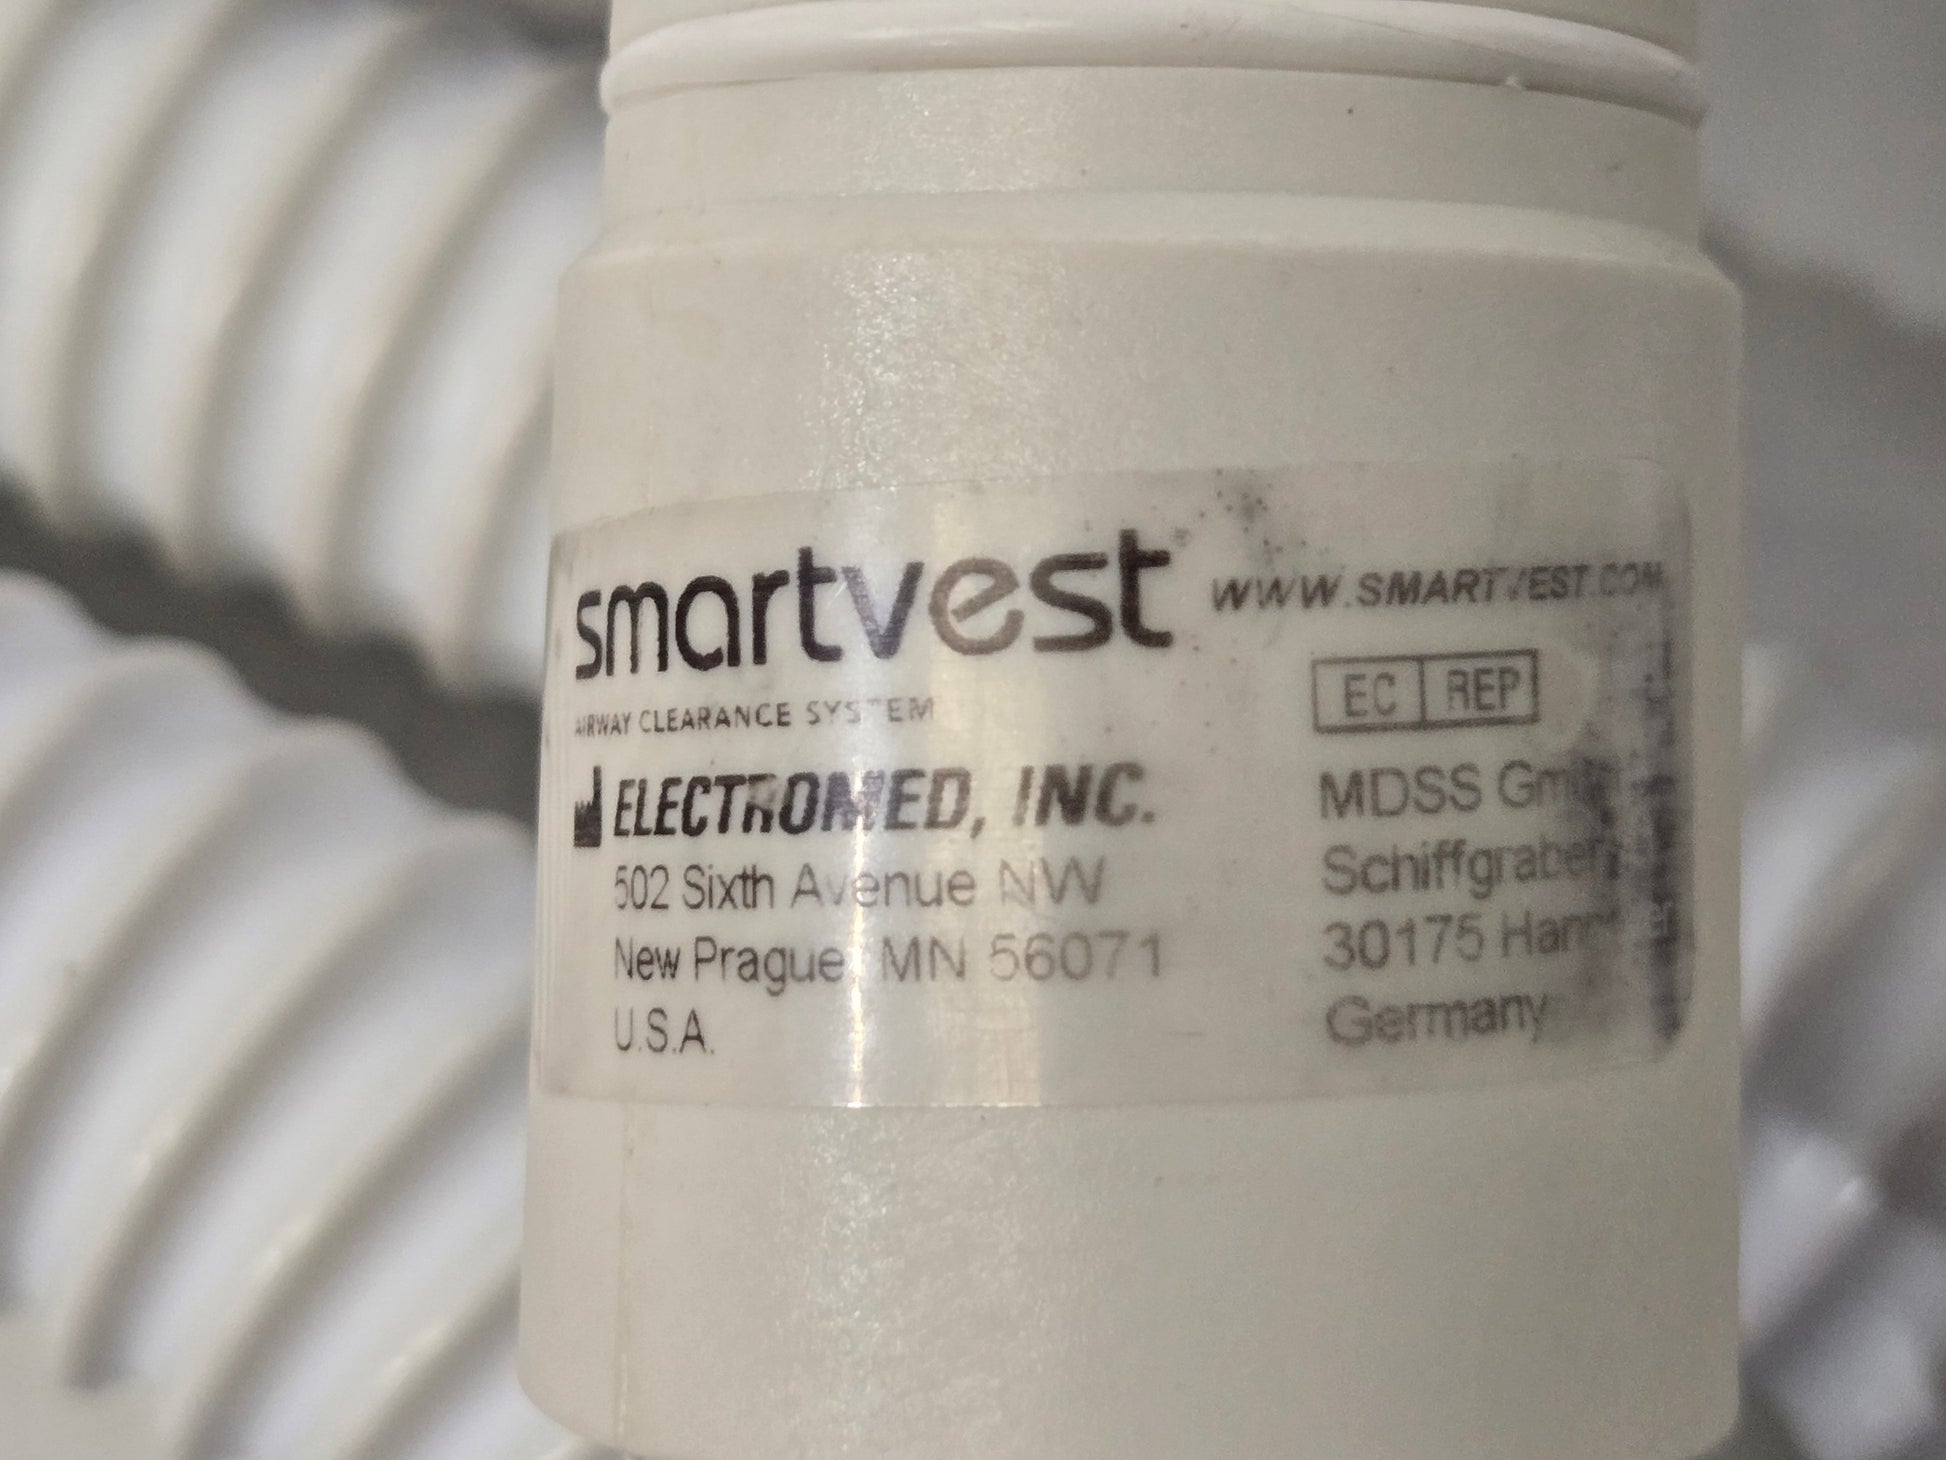 smartvest
WWW.SMARTVEST.COM
AIRWAY CLEARANCE SYSTEM
ELECTROMED, INC.
502 Sixth Avenue NW
New Prague, MN 56071
U.S.A.
EC REP
MDSS
30175
Germany